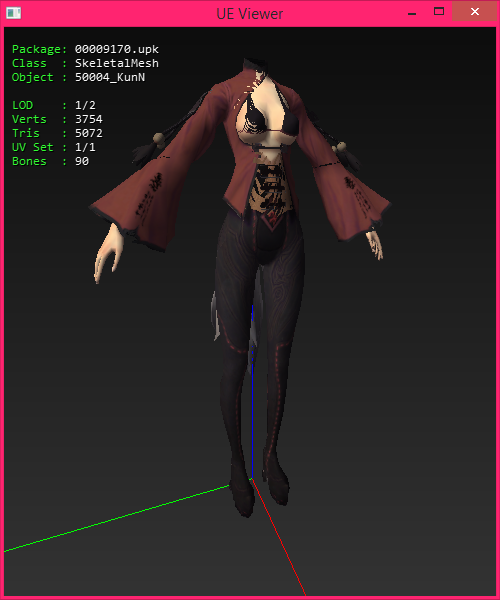 UE Viewer
Package: 00009170.upk
Class  : SkeletalMesh
Object : 50004_KunN
LOD    : 1/2
Verts  : 3754
Tris   : 5072
UV Set : 1/1
Bones  : 90